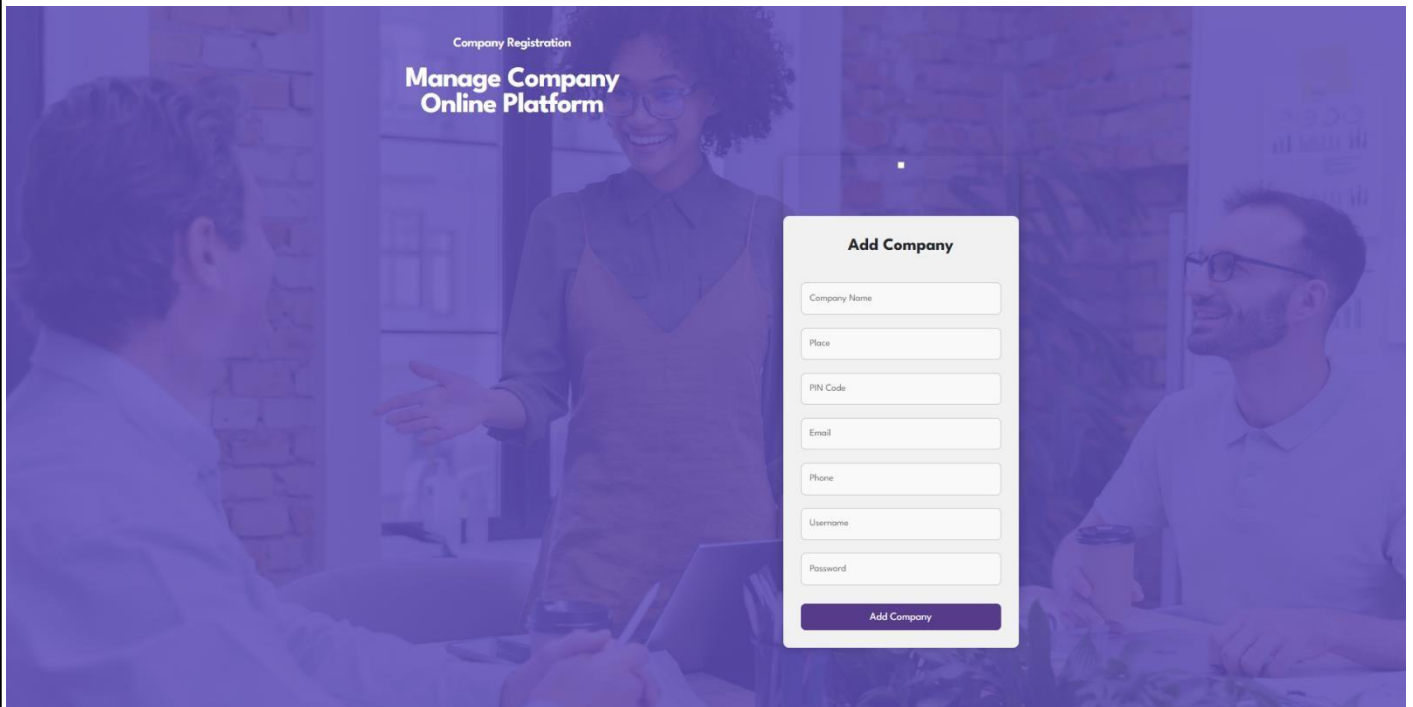 Company Registration
Manage Company
Online Platform
Add Company
Company Name
Place
PIN Code
Email
Phone
Username
Password
Add Company